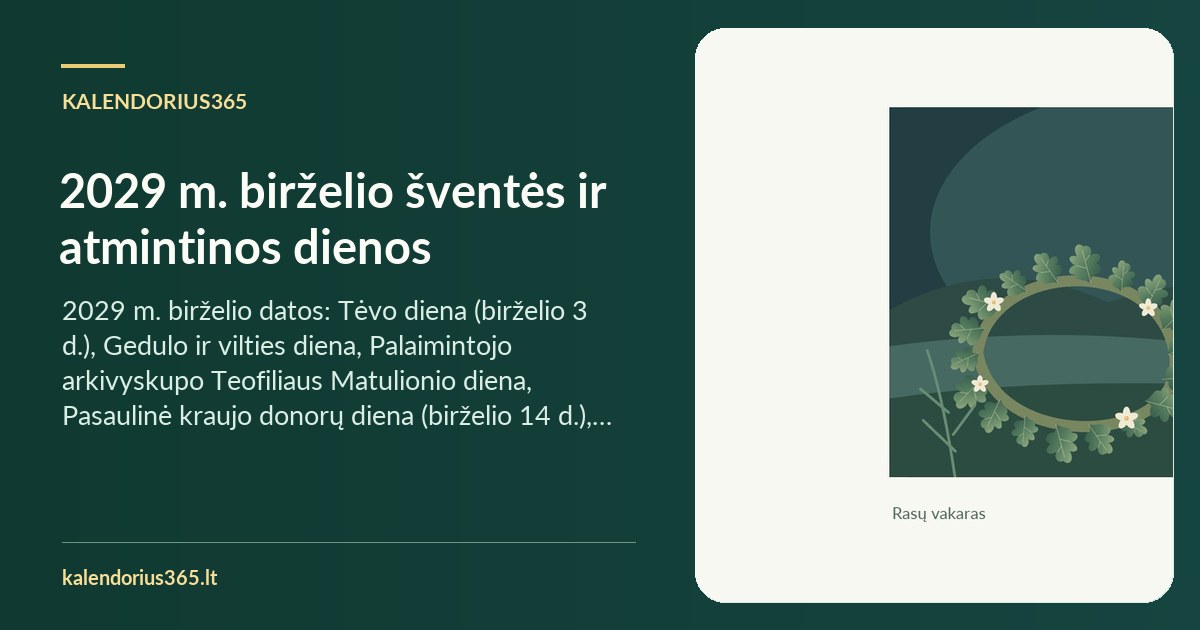 KALENDORIUS365
2029 m. birželio šventės ir
atmintinos dienos
2029 m. birželio datos: Tėvo diena (birželio 3
d.), Gedulo ir vilties diena, Palaimintojo
arkivyskupo Teofiliaus Matulionio diena,
Pasaulinė kraujo donorų diena (birželio 14 d.),…
kalendorius365.lt
Rasų vakaras